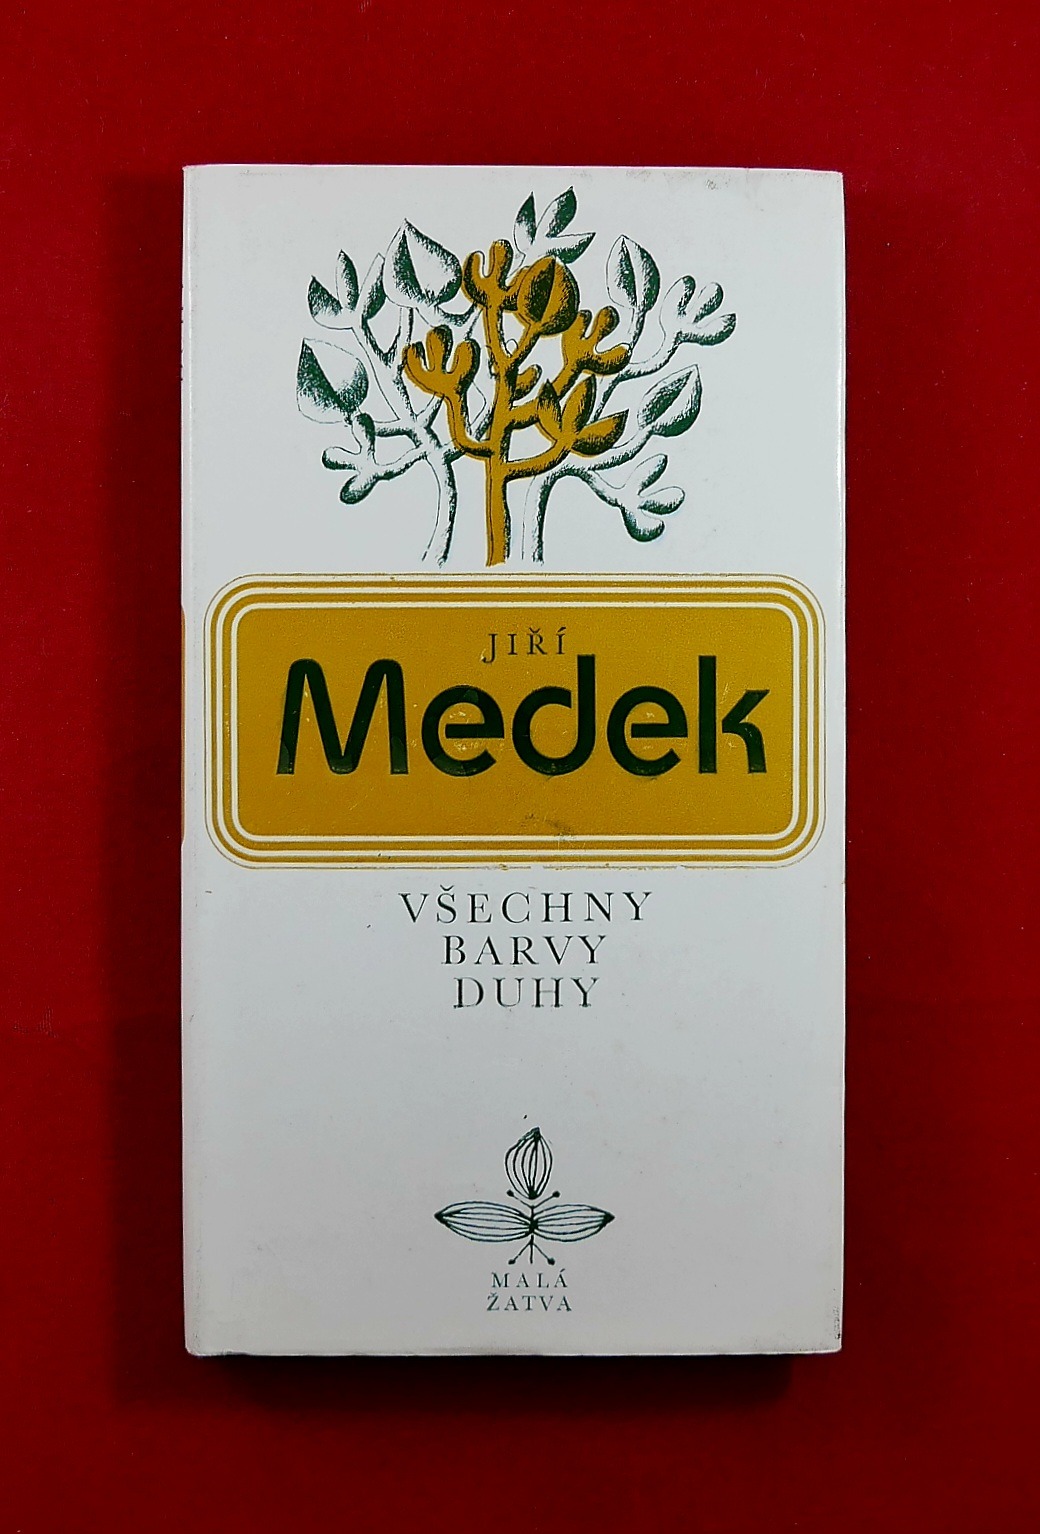 JIŘÍ
Medek
VŠECHNY
BARVY
DUHY
MALÁ
ŽATVA